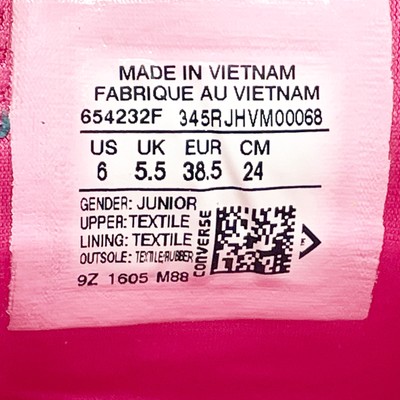 MADE IN VIETNAM
FABRIQUE AU VIETNAM
654232F 345RJHVM00068
US UK EUR CM
6 5.5 38.5 24
GENDER: JUNIOR
UPPER: TEXTILE
LINING: TEXTILE
OUTSOLE: TEXTILE/RUBBER
9Z 1605 M88
CONVERSE
E